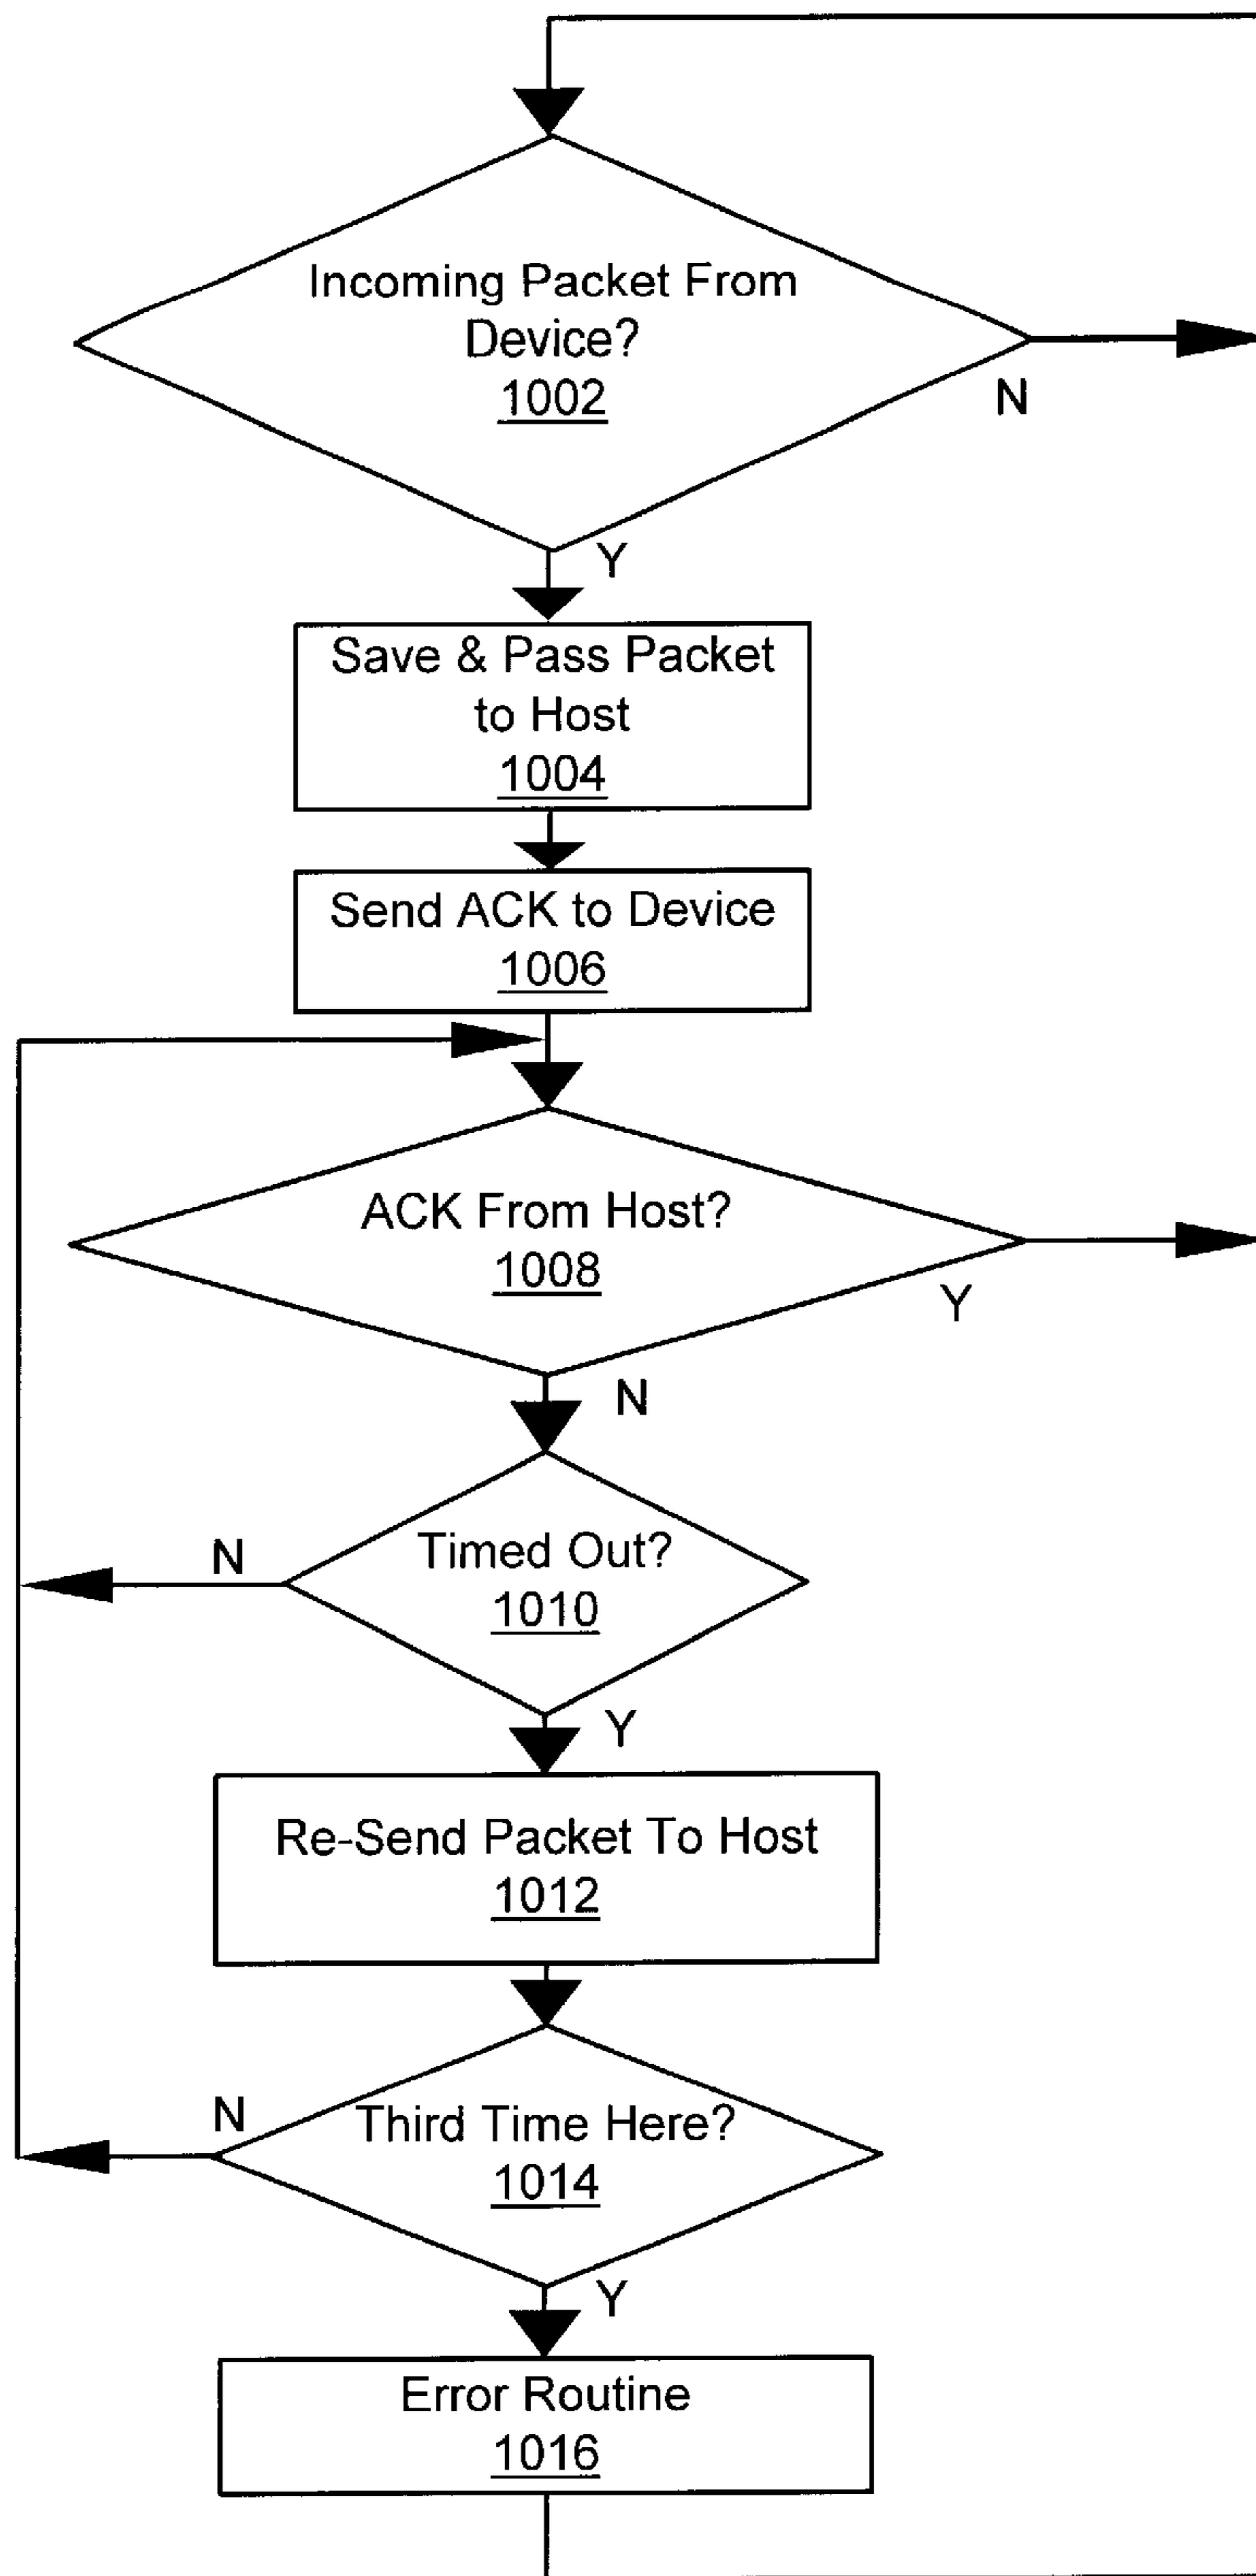 Incoming Packet From
Device?
1002
N
Y
Save & Pass Packet
to Host
1004
Send ACK to Device
1006
ACK From Host?
1008
Y
N
N
Timed Out?
1010
Y
Re-Send Packet To Host
1012
N
Third Time Here?
1014
Y
Error Routine
1016